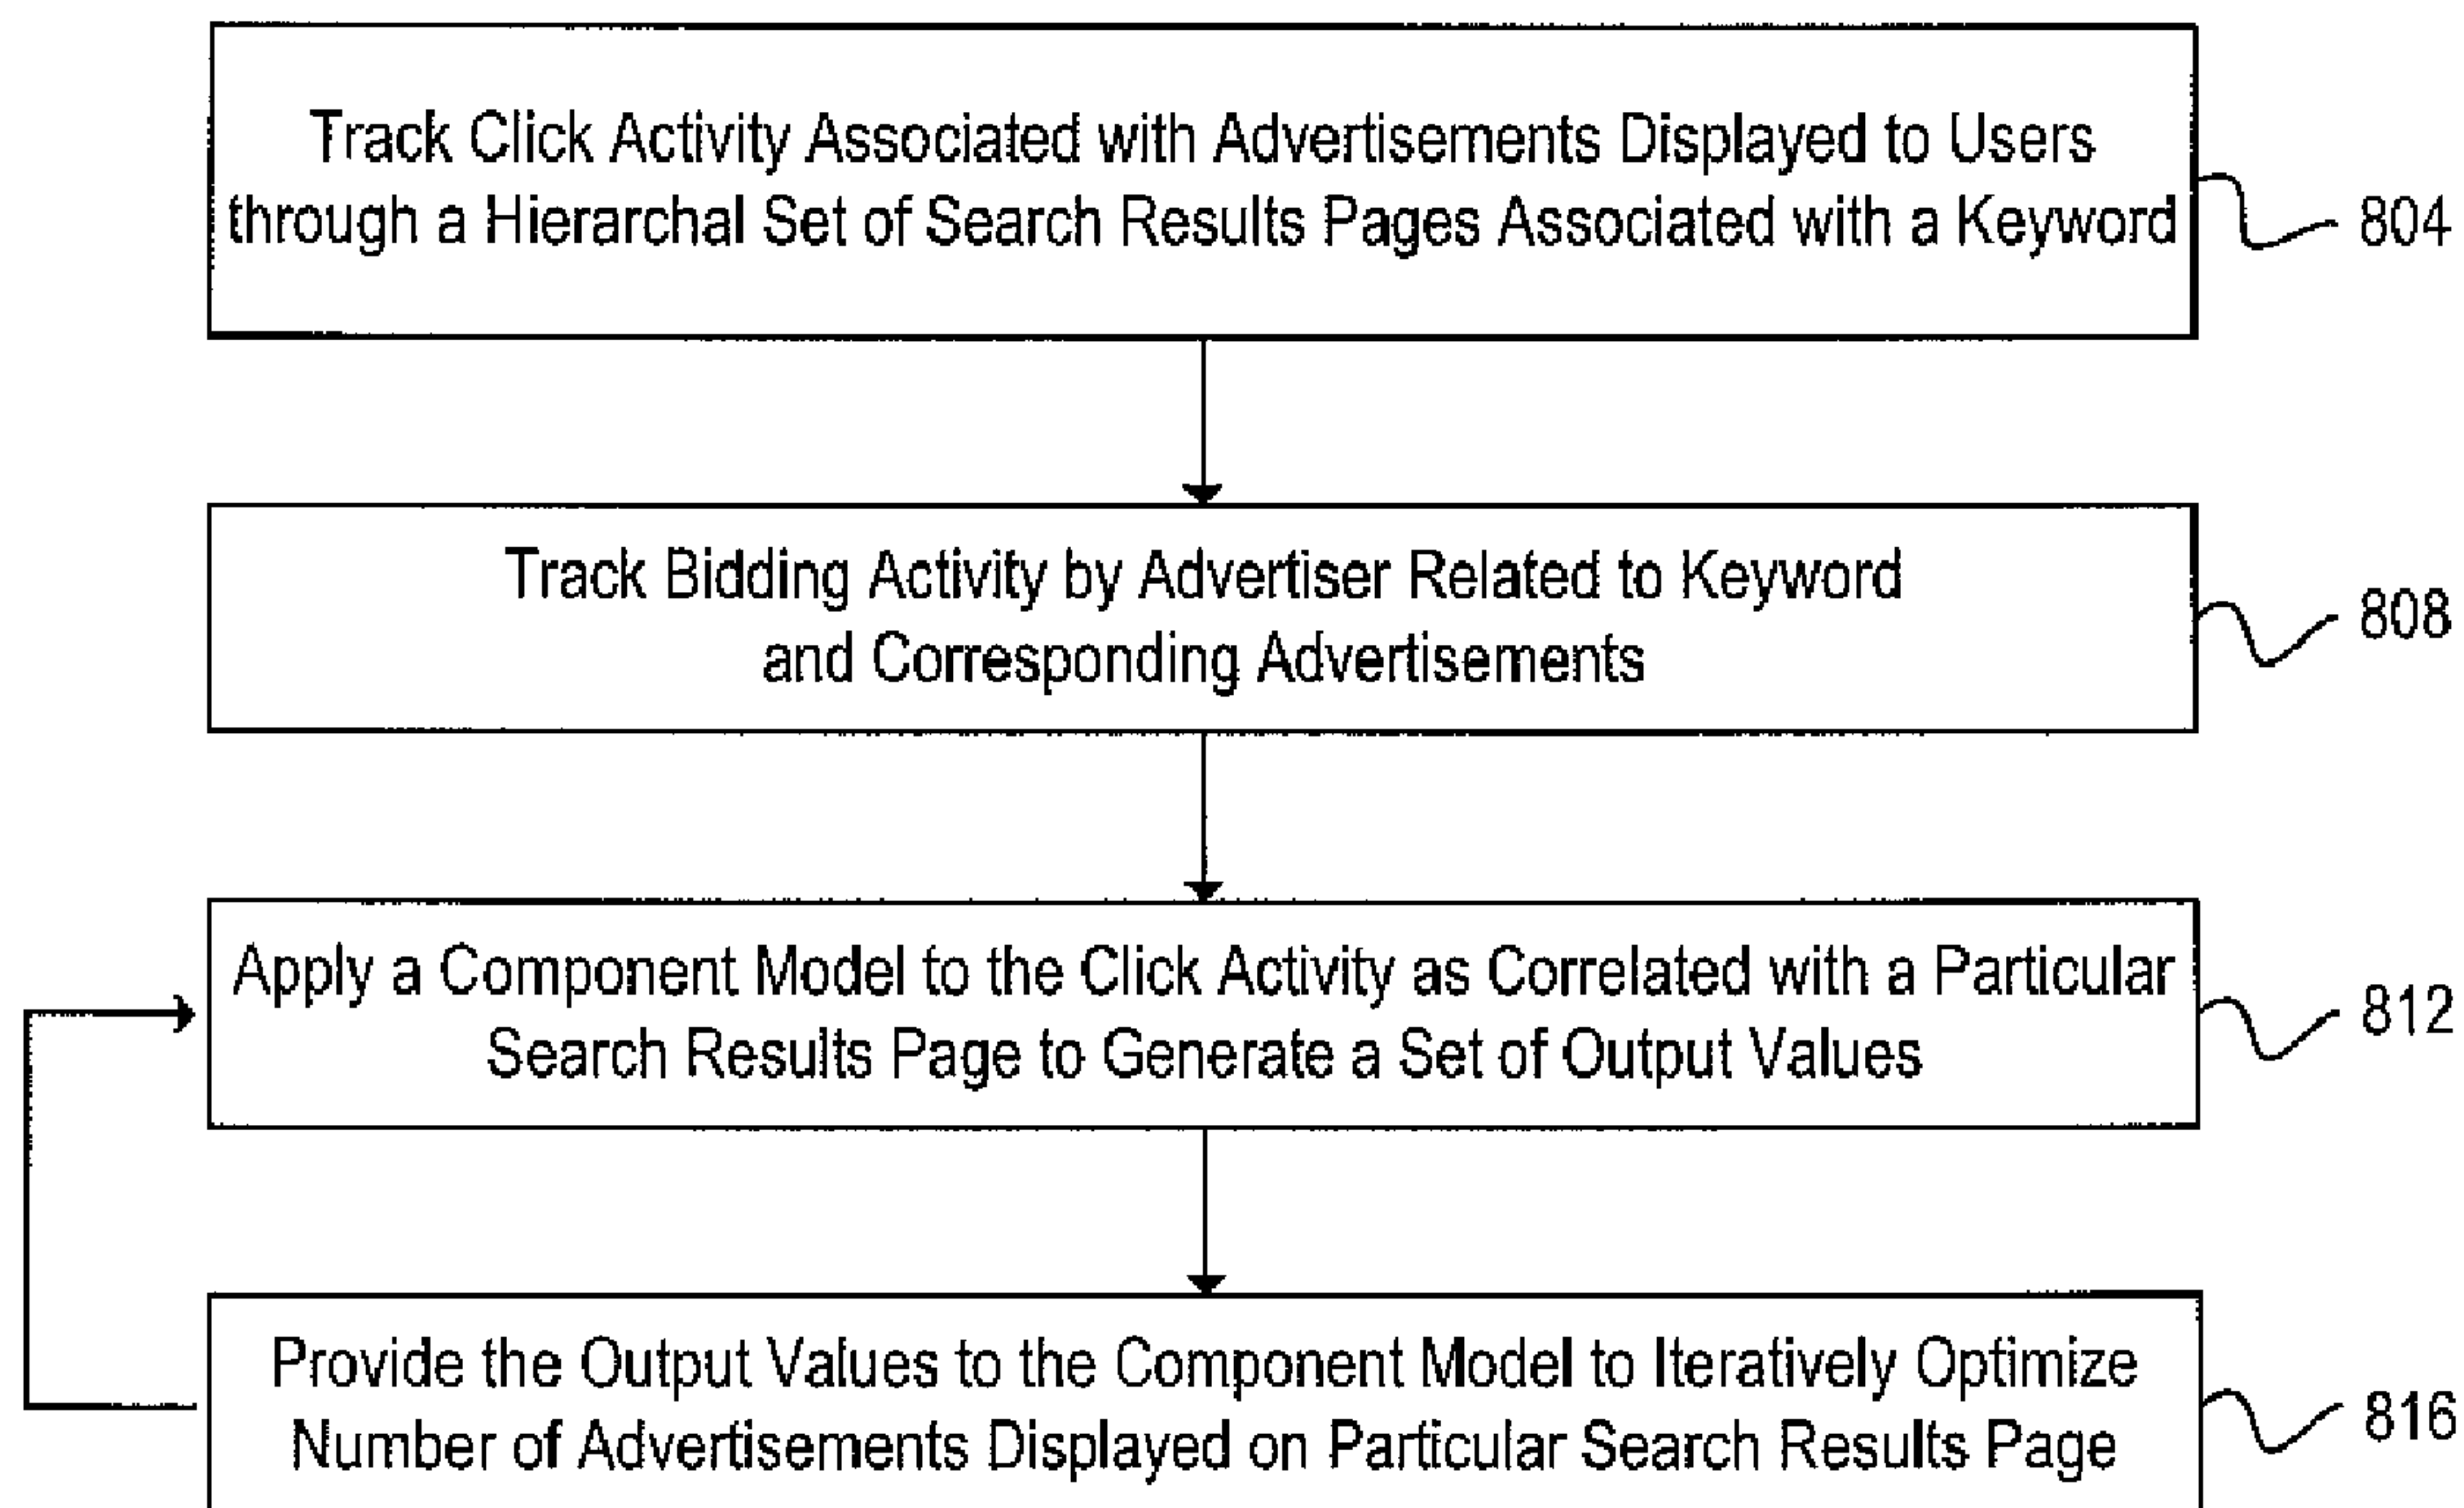 Track Click Activity Associated with Advertisements Displayed to Users
through a Hierarchal Set of Search Results Pages Associated with a Keyword
804
Track Bidding Activity by Advertiser Related to Keyword
and Corresponding Advertisements
808
Apply a Component Model to the Click Activity as Correlated with a Particular
Search Results Page to Generate a Set of Output Values
812
Provide the Output Values to the Component Model to Iteratively Optimize
Number of Advertisements Displayed on Particular Search Results Page
816